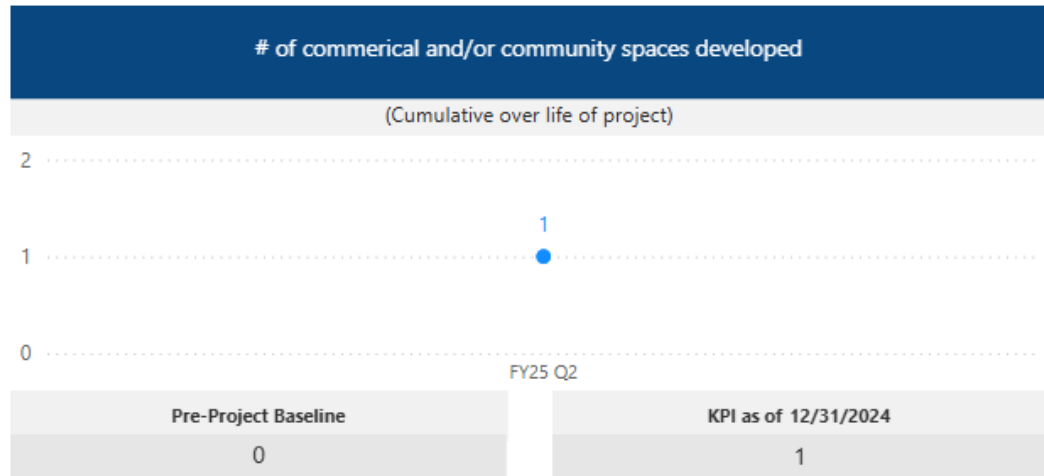 # of commerical and/or community spaces developed
(Cumulative over life of project)
2
1
1
0
FY25 Q2
Pre-Project Baseline
KPI as of 12/31/2024
0
1